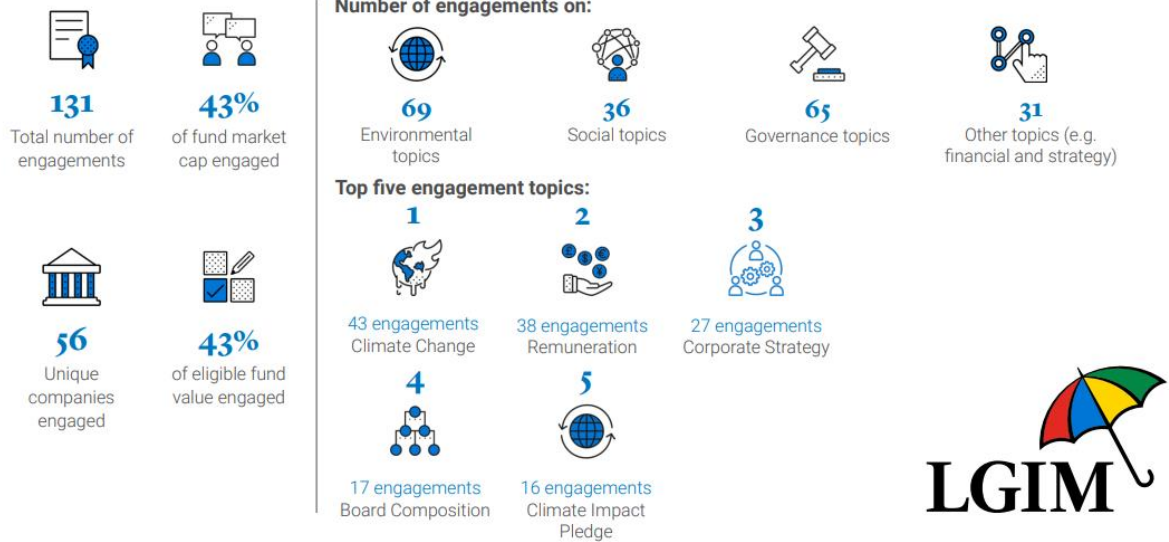 131
Total number of
engagements
43%
of fund market
cap engaged
56
Unique
companies
engaged
43%
of eligible fund
value engaged
Number of engagements on:
69
Environmental
topics
36
Social topics
65
Governance topics
31
Other topics (e.g.
financial and strategy)
Top five engagement topics:
1
43 engagements
Climate Change
2
£ $ € ¥
38 engagements
Remuneration
3
27 engagements
Corporate Strategy
4
17 engagements
Board Composition
5
16 engagements
Climate Impact
Pledge
LGIM